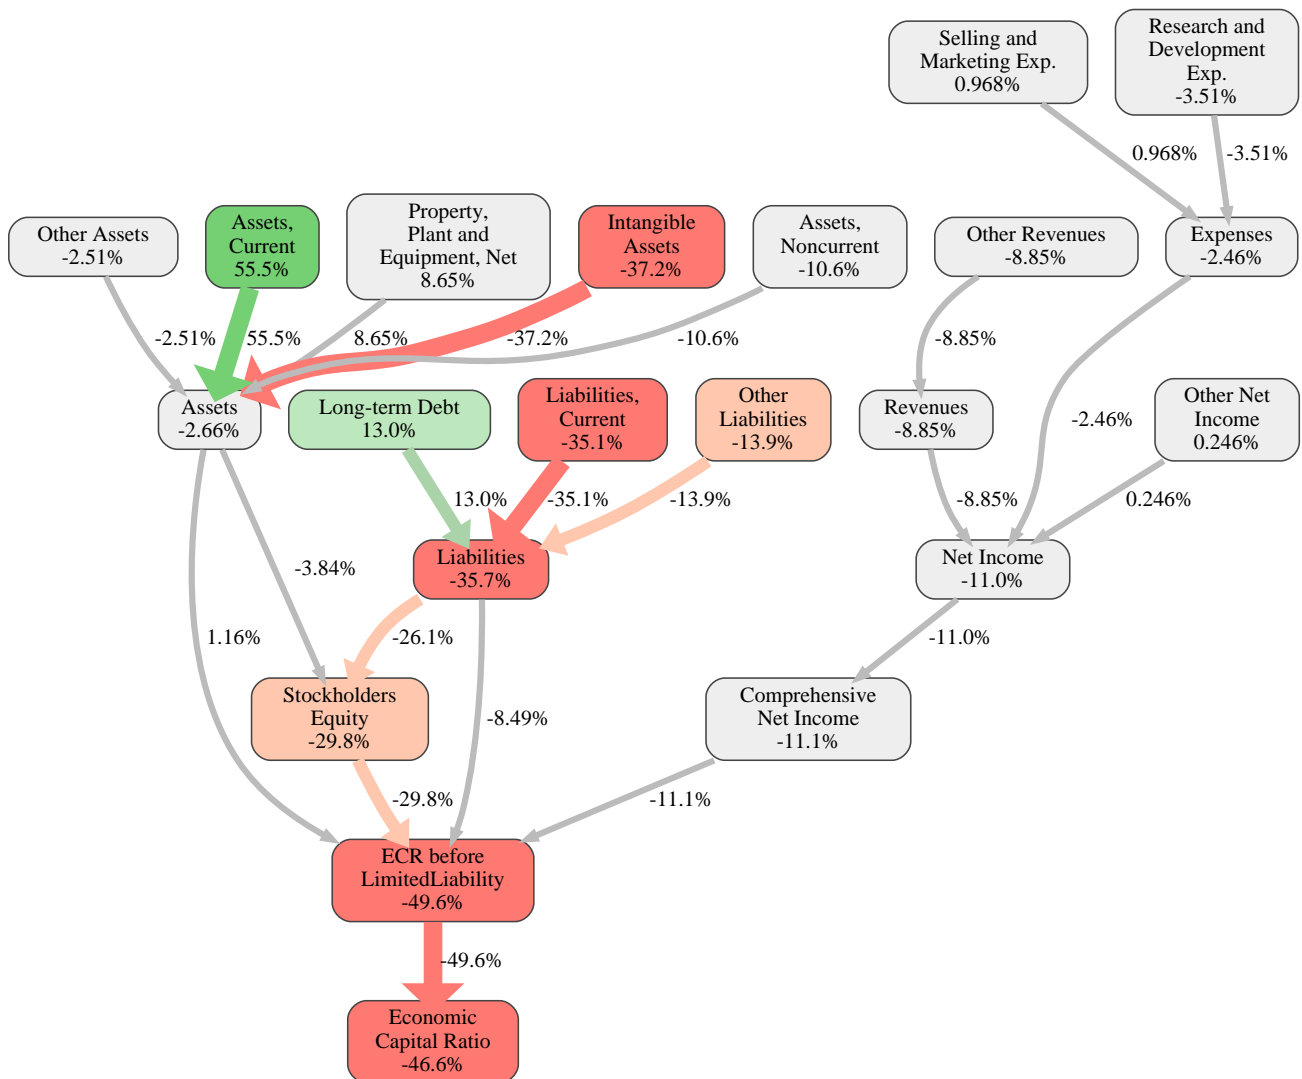 Selling and
Marketing Exp.
0.968%
Research and
Development
Exp.
-3.51%
0.968%
-3.51%
Other Assets
-2.51%
Assets,
Current
55.5%
Property,
Plant and
Equipment, Net
8.65%
Intangible
Assets
-37.2%
Assets,
Noncurrent
-10.6%
Other Revenues
-8.85%
Expenses
-2.46%
-2.51%
55.5%
8.65%
-37.2%
-10.6%
-8.85%
Assets
-2.66%
Long-term Debt
13.0%
Liabilities,
Current
-35.1%
Other
Liabilities
-13.9%
Revenues
-8.85%
-2.46%
Other Net
Income
0.246%
13.0%
-35.1%
-13.9%
-8.85%
0.246%
-3.84%
Liabilities
-35.7%
Net Income
-11.0%
1.16%
-26.1%
-11.0%
Stockholders
Equity
-29.8%
-8.49%
Comprehensive
Net Income
-11.1%
-29.8%
-11.1%
ECR before
LimitedLiability
-49.6%
-49.6%
Economic
Capital Ratio
-46.6%